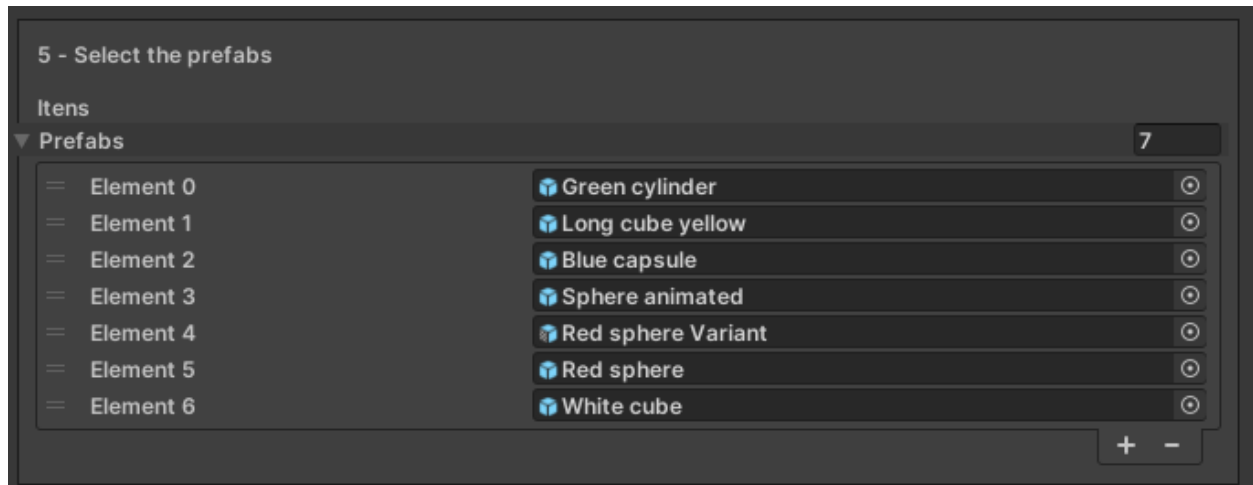 5 - Select the prefabs
Itens
Prefabs 7
Element 0 Green cylinder
Element 1 Long cube yellow
Element 2 Blue capsule
Element 3 Sphere animated
Element 4 Red sphere Variant
Element 5 Red sphere
Element 6 White cube
+ -